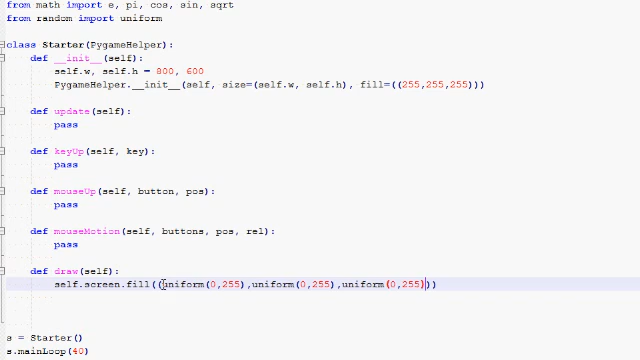 from math import e, pi, cos, sin, sqrt
from random import uniform
class Starter(PygameHelper):
def __init__(self):
self.w, self.h = 800, 600
PygameHelper.__init__(self, size=(self.w, self.h), fill=((255,255,255)))
def update(self):
pass
def keyUp(self, key):
pass
def mouseUp(self, button, pos):
pass
def mouseMotion(self, buttons, pos, rel):
pass
def draw(self):
self.screen.fill((uniform(0,255),uniform(0,255),uniform(0,255)))
s = Starter()
s.mainLoop(40)